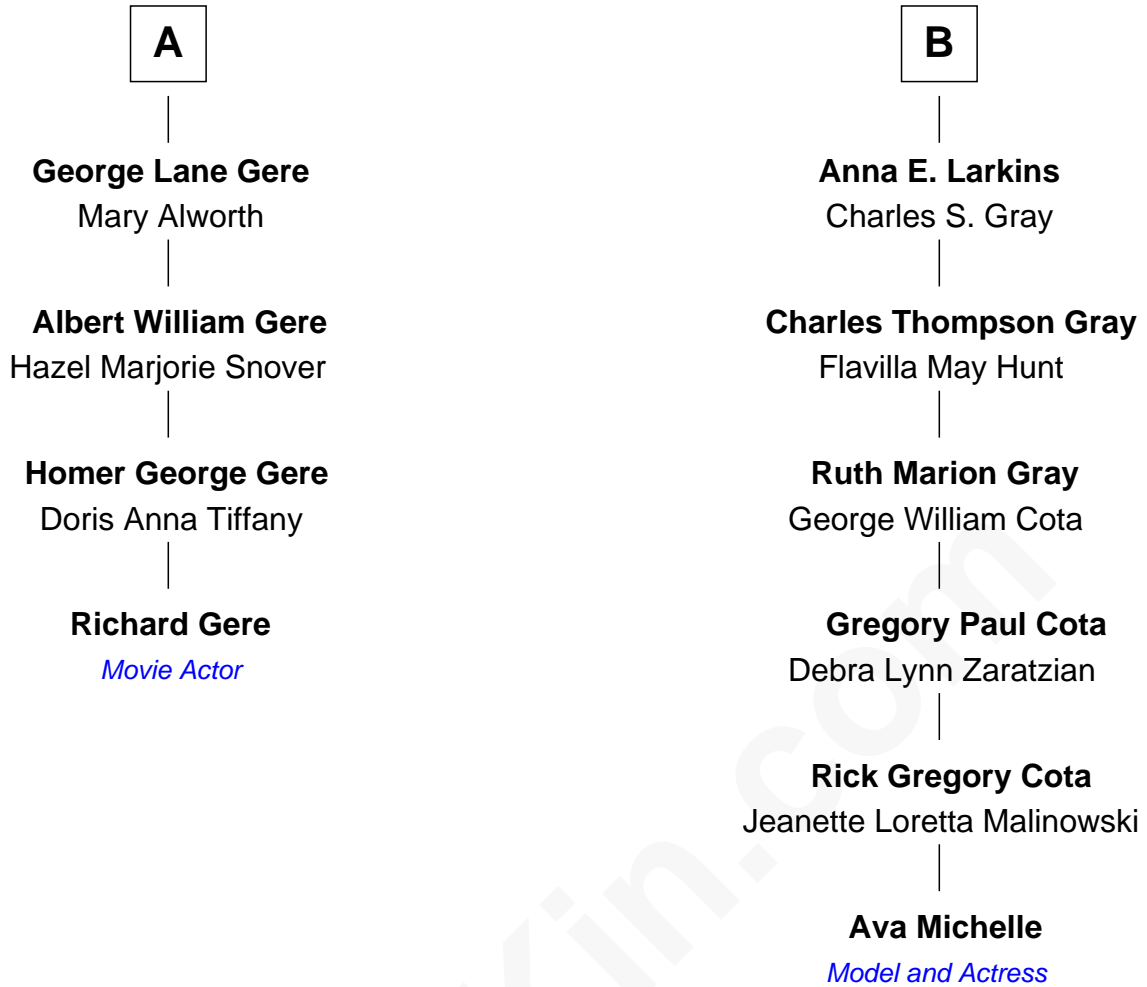 A
George Lane Gere
Mary Alworth
Albert William Gere
Hazel Marjorie Snover
Homer George Gere
Doris Anna Tiffany
Richard Gere
Movie Actor
B
Anna E. Larkins
Charles S. Gray
Charles Thompson Gray
Flavilla May Hunt
Ruth Marion Gray
George William Cota
Gregory Paul Cota
Debra Lynn Zaratzian
Rick Gregory Cota
Jeanette Loretta Malinowski
Ava Michelle
Model and Actress
Kin.com